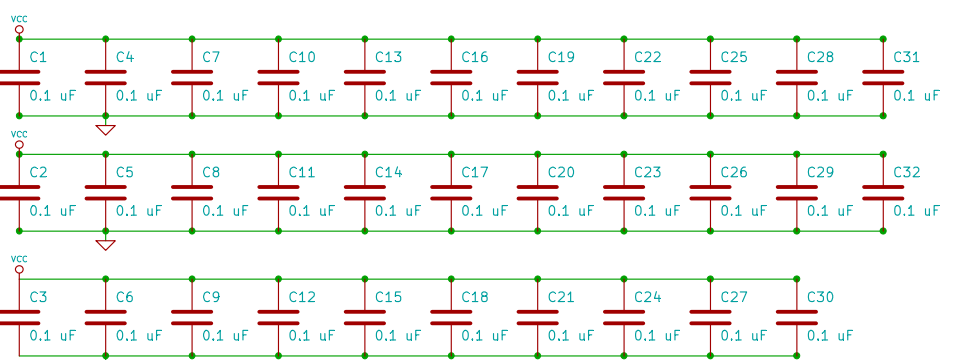 VCC
C1 C4 C7 C10 C13 C16 C19 C22 C25 C28 C31
0.1 uF 0.1 uF 0.1 uF 0.1 uF 0.1 uF 0.1 uF 0.1 uF 0.1 uF 0.1 uF 0.1 uF 0.1 uF
VCC
C2 C5 C8 C11 C14 C17 C20 C23 C26 C29 C32
0.1 uF 0.1 uF 0.1 uF 0.1 uF 0.1 uF 0.1 uF 0.1 uF 0.1 uF 0.1 uF 0.1 uF 0.1 uF
VCC
C3 C6 C9 C12 C15 C18 C21 C24 C27 C30
0.1 uF 0.1 uF 0.1 uF 0.1 uF 0.1 uF 0.1 uF 0.1 uF 0.1 uF 0.1 uF 0.1 uF